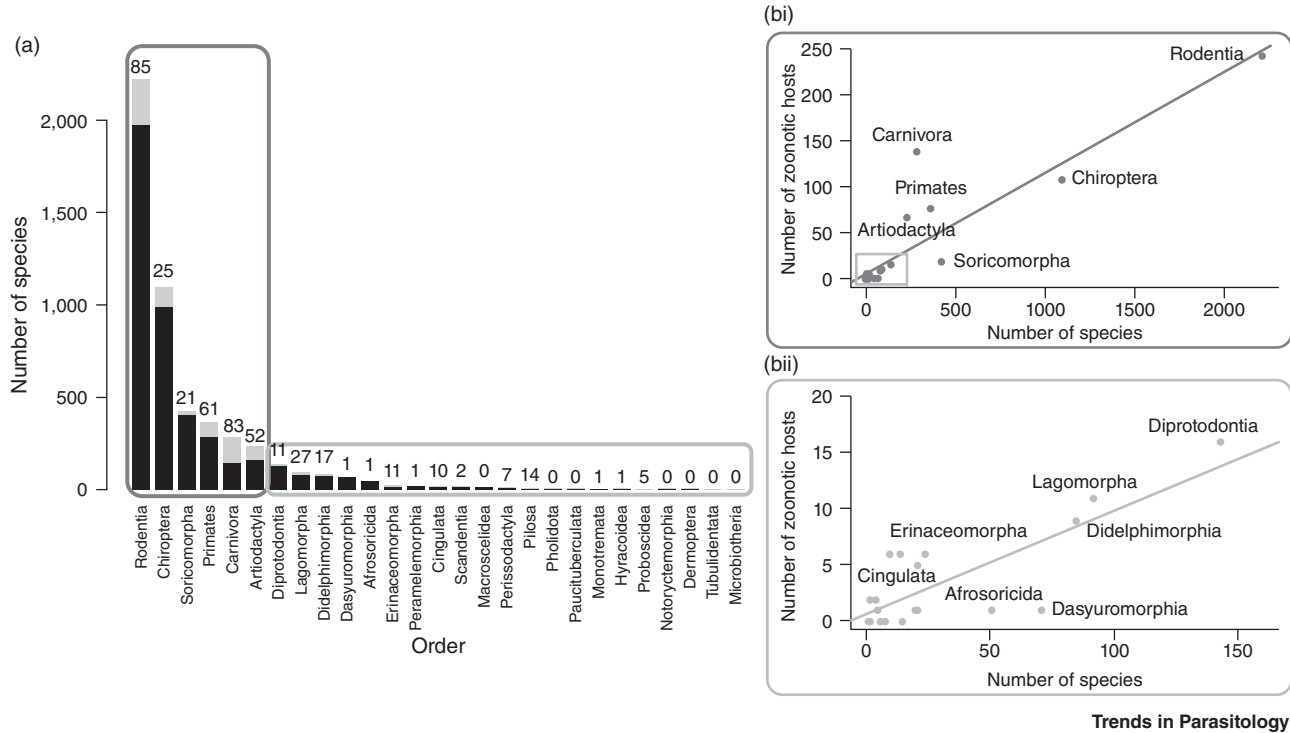 (a)
Number of species
2,000
1,500
1,000
500
0
85
25
21
61
83
52
11
27
17
1
1
11
1
10
2
0
7
14
0
0
1
1
5
0
0
0
0
Rodentia
Chiroptera
Soricomorpha
Primates
Carnivora
Artiodactyla
Diprotodontia
Lagomorpha
Didelphimorphia
Dasyuromorphia
Afrosoricida
Erinaceomorpha
Peramelemorphia
Cingulata
Scandentia
Macroscelidea
Perissodactyla
Pilosa
Pholidota
Paucituberculata
Monotremata
Hyracoidea
Proboscidea
Notoryctemorphia
Dermoptera
Tubulidentata
Microbiotheria
Order
(bi)
Number of zoonotic hosts
250
200
150
100
50
0
Rodentia
Carnivora
Primates
Chiroptera
Artiodactyla
Soricomorpha
0 500 1000 1500 2000
Number of species
(bii)
Number of zoonotic hosts
20
15
10
5
0
Diprotodontia
Lagomorpha
Erinaceomorpha
Didelphimorphia
Cingulata
Afrosoricida
Dasyuromorphia
0 50 100 150
Number of species
Trends in Parasitology